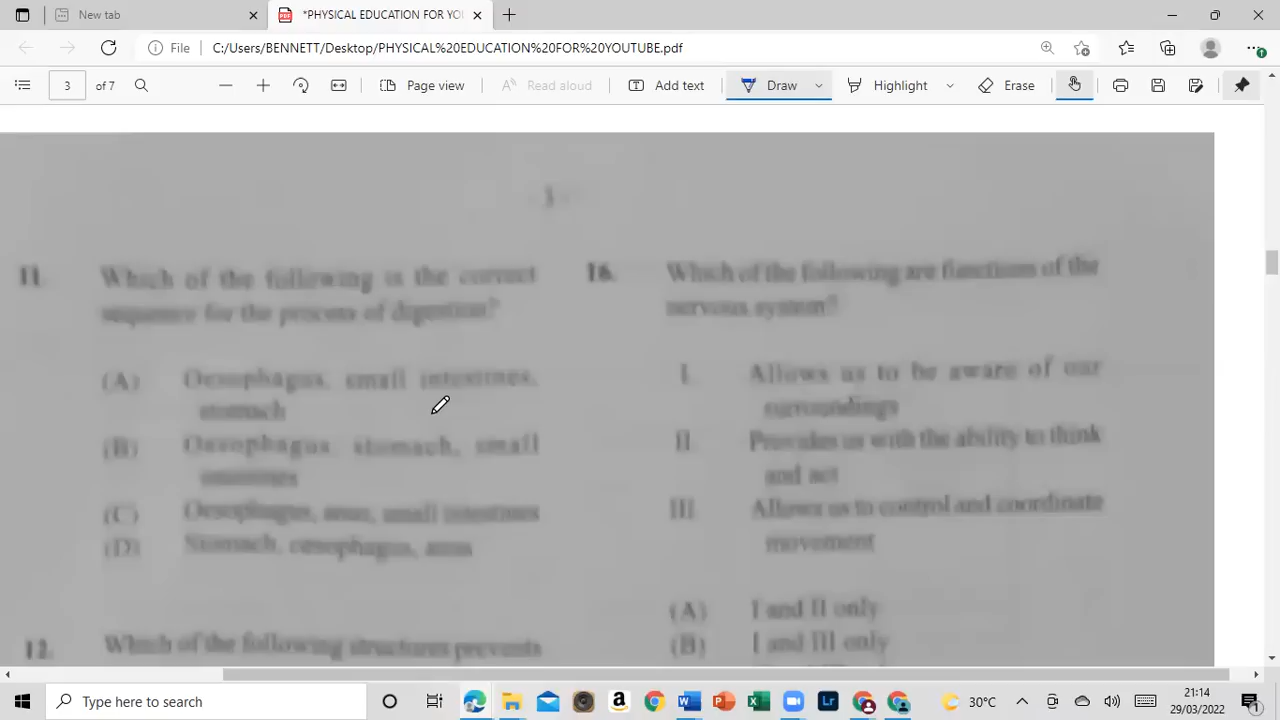 New tab
*PHYSICAL EDUCATION FOR YOU
File
C:/Users/BENNETT/Desktop/PHYSICAL%20EDUCATION%20FOR%20YOUTUBE.pdf
3
of 7
Page view
Read aloud
Add text
Draw
Highlight
Erase
3
11.
Which of the following is the correct
sequence for the process of digestion?
(A) Oesophagus, small intestines,
stomach
(B) Oesophagus, stomach, small
intestines
(C) Oesophagus, anus, small intestines
(D) Stomach, oesophagus, anus
12. Which of the following structures prevents
16. Which of the following are functions of the
nervous system?
I. Allows us to be aware of our
surroundings
II. Provides us with the ability to think
and act
III. Allows us to control and coordinate
movement
(A) I and II only
(B) I and III only
Type here to search
30°C
21:14
29/03/2022